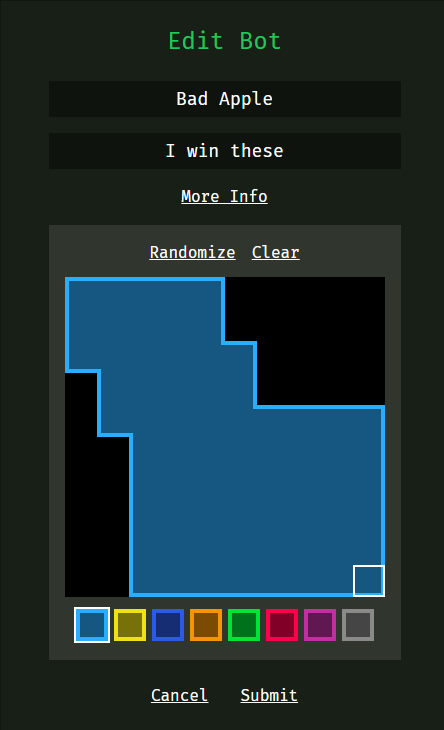 Edit Bot
Bad Apple
I win these
More Info
Randomize Clear
Cancel Submit